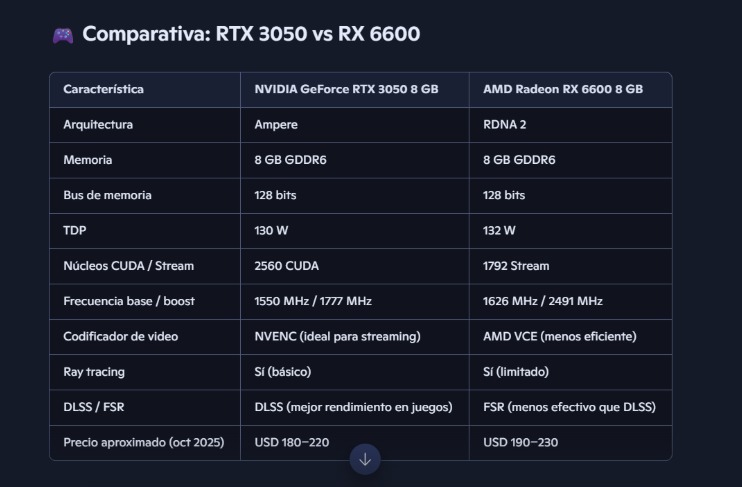 Comparativa: RTX 3050 vs RX 6600
Característica NVIDIA GeForce RTX 3050 8 GB AMD Radeon RX 6600 8 GB
Arquitectura Ampere RDNA 2
Memoria 8 GB GDDR6 8 GB GDDR6
Bus de memoria 128 bits 128 bits
TDP 130 W 132 W
Núcleos CUDA / Stream 2560 CUDA 1792 Stream
Frecuencia base / boost 1550 MHz / 1777 MHz 1626 MHz / 2491 MHz
Codificador de video NVENC (ideal para streaming) AMD VCE (menos eficiente)
Ray tracing Sí (básico) Sí (limitado)
DLSS / FSR DLSS (mejor rendimiento en juegos) FSR (menos efectivo que DLSS)
Precio aproximado (oct 2025) USD 180–220 USD 190–230